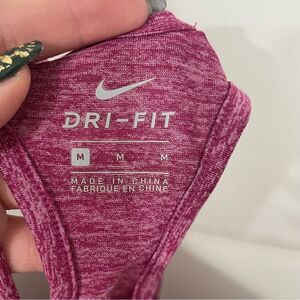 DRI-FIT
M M M
MADE IN CHINA
FABRIQUÉ EN CHINE